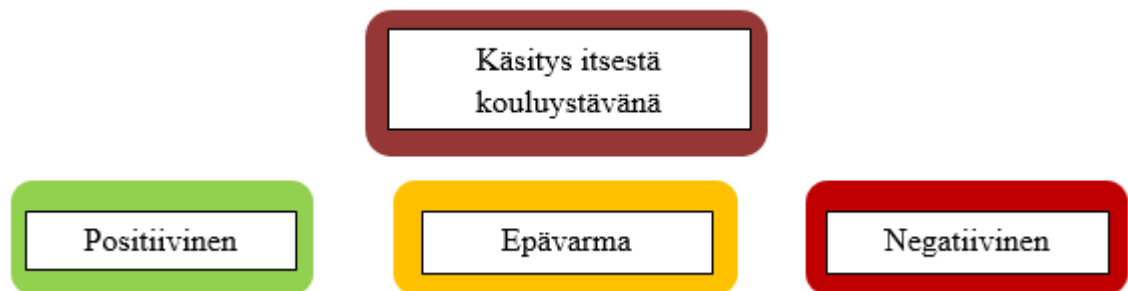 Käsitys itsestä
kouluystävänä
Positiivinen
Epävarma
Negatiivinen